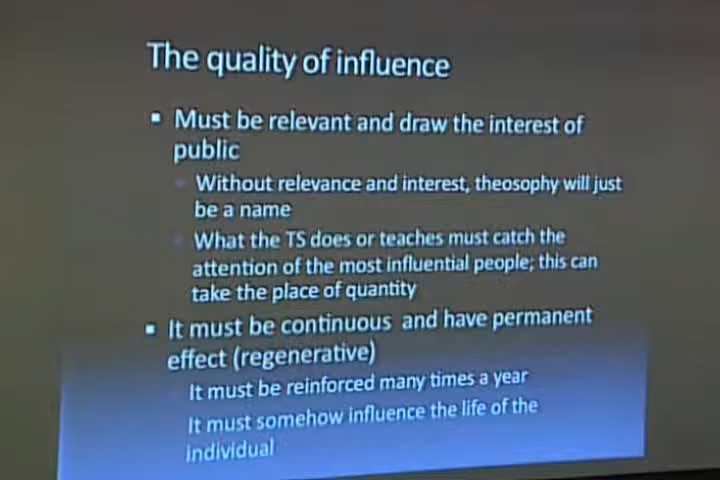 The quality of influence
▪ Must be relevant and draw the interest of
public
Without relevance and interest, theosophy will just
be a name
What the TS does or teaches must catch the
attention of the most influential people; this can
take the place of quantity
▪ It must be continuous and have permanent
effect (regenerative)
It must be reinforced many times a year
It must somehow influence the life of the
individual